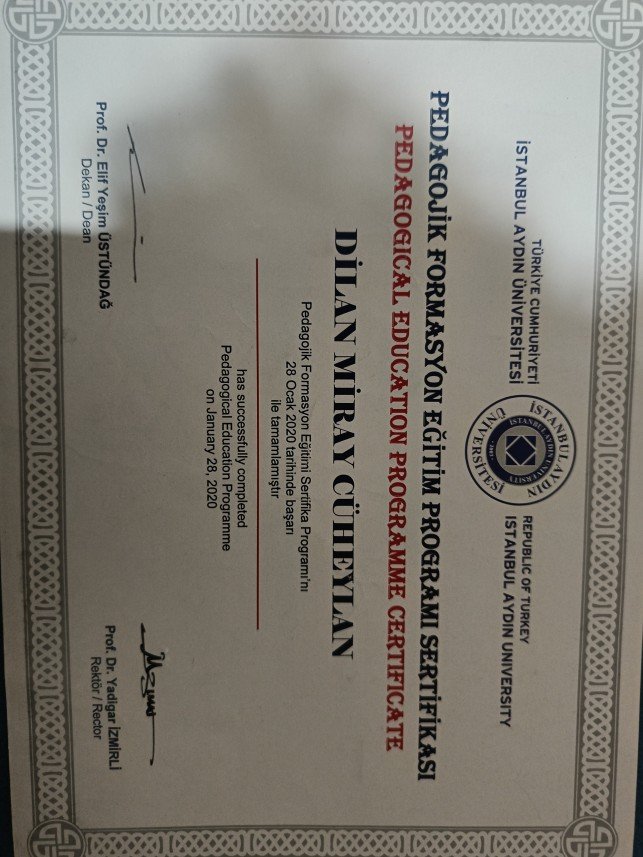 TÜRKİYE CUMHURİYETİ
İSTANBUL AYDIN ÜNİVERSİTESİ
İSTANBUL AYDIN
ÜNİVERSİTESİ
ISTANBUL AYDIN UNIVERSITY
REPUBLIC OF TURKEY
ISTANBUL AYDIN UNIVERSITY
PEDAGOJİK FORMASYON EĞİTİM PROGRAMI SERTİFİKASI
PEDAGOGICAL EDUCATION PROGRAMME CERTIFICATE
DİLAN MİRAY CÜHEYLAN
Pedagojik Formasyon Eğitimi Sertifika Programı'nı
28 Ocak 2020 tarihinde başarı
ile tamamlamıştır
has successfully completed
Pedagogical Education Programme
on January 28, 2020
Prof. Dr. Elif Yeşim ÜSTÜNDAĞ
Dekan / Dean
Prof. Dr. Yadigar İZMİRLİ
Rektör / Rector